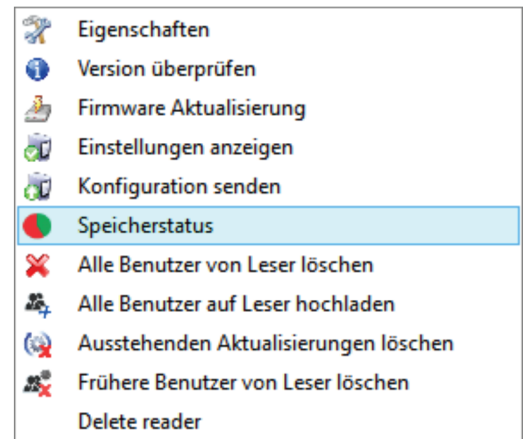 Eigenschaften
Version überprüfen
Firmware Aktualisierung
Einstellungen anzeigen
Konfiguration senden
Speicherstatus
Alle Benutzer von Leser löschen
Alle Benutzer auf Leser hochladen
Ausstehenden Aktualisierungen löschen
Frühere Benutzer von Leser löschen
Delete reader